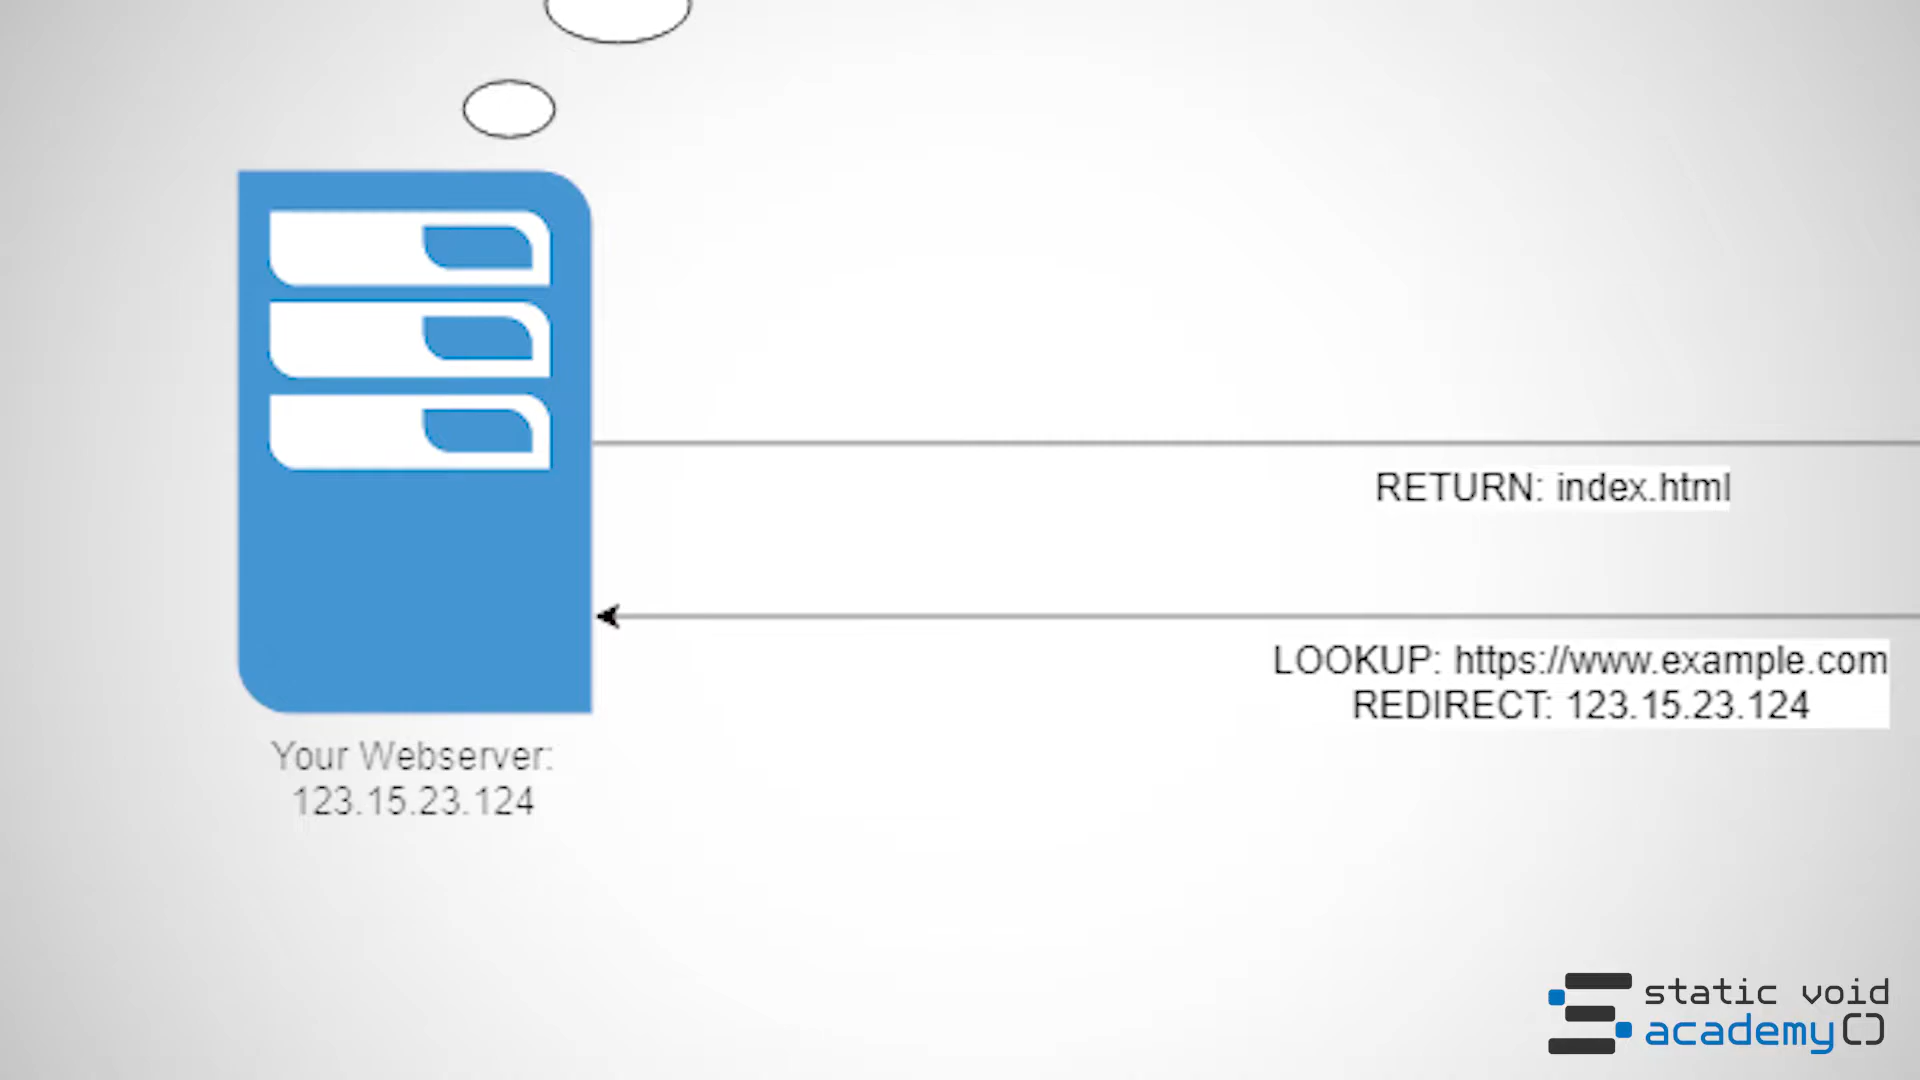 RETURN: index.html
LOOKUP: https://www.example.com
REDIRECT: 123.15.23.124
Your Webserver:
123.15.23.124
static void
academy()